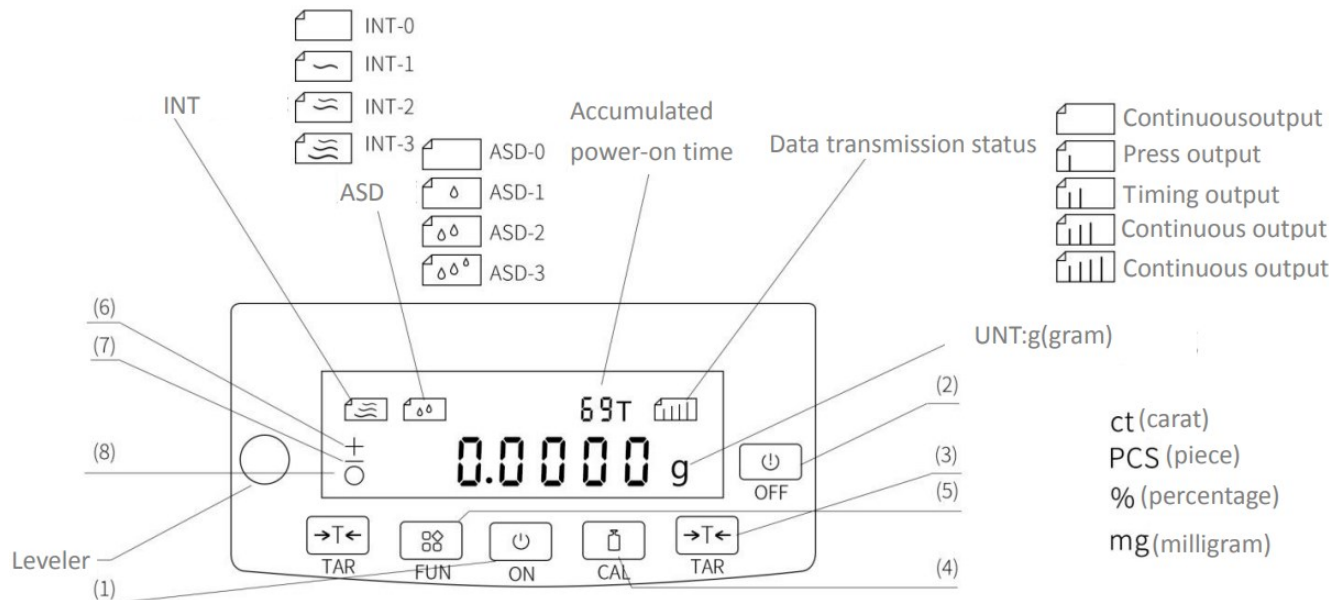 INT-0
INT-1
INT-2
INT-3
INT
ASD-0
ASD-1
ASD-2
ASD-3
ASD
Accumulated
power-on time
Data transmission status
Continuousoutput
Press output
Timing output
Continuous output
Continuous output
UNT:g(gram)
ct(carat)
PCS (piece)
% (percentage)
mg(milligram)
(6)
(7)
(8)
69T
0.0000 g
(2)
OFF
(3)
(5)
(4)
→T←
TAR
FUN
ON
CAL
→T←
TAR
Leveler
(1)